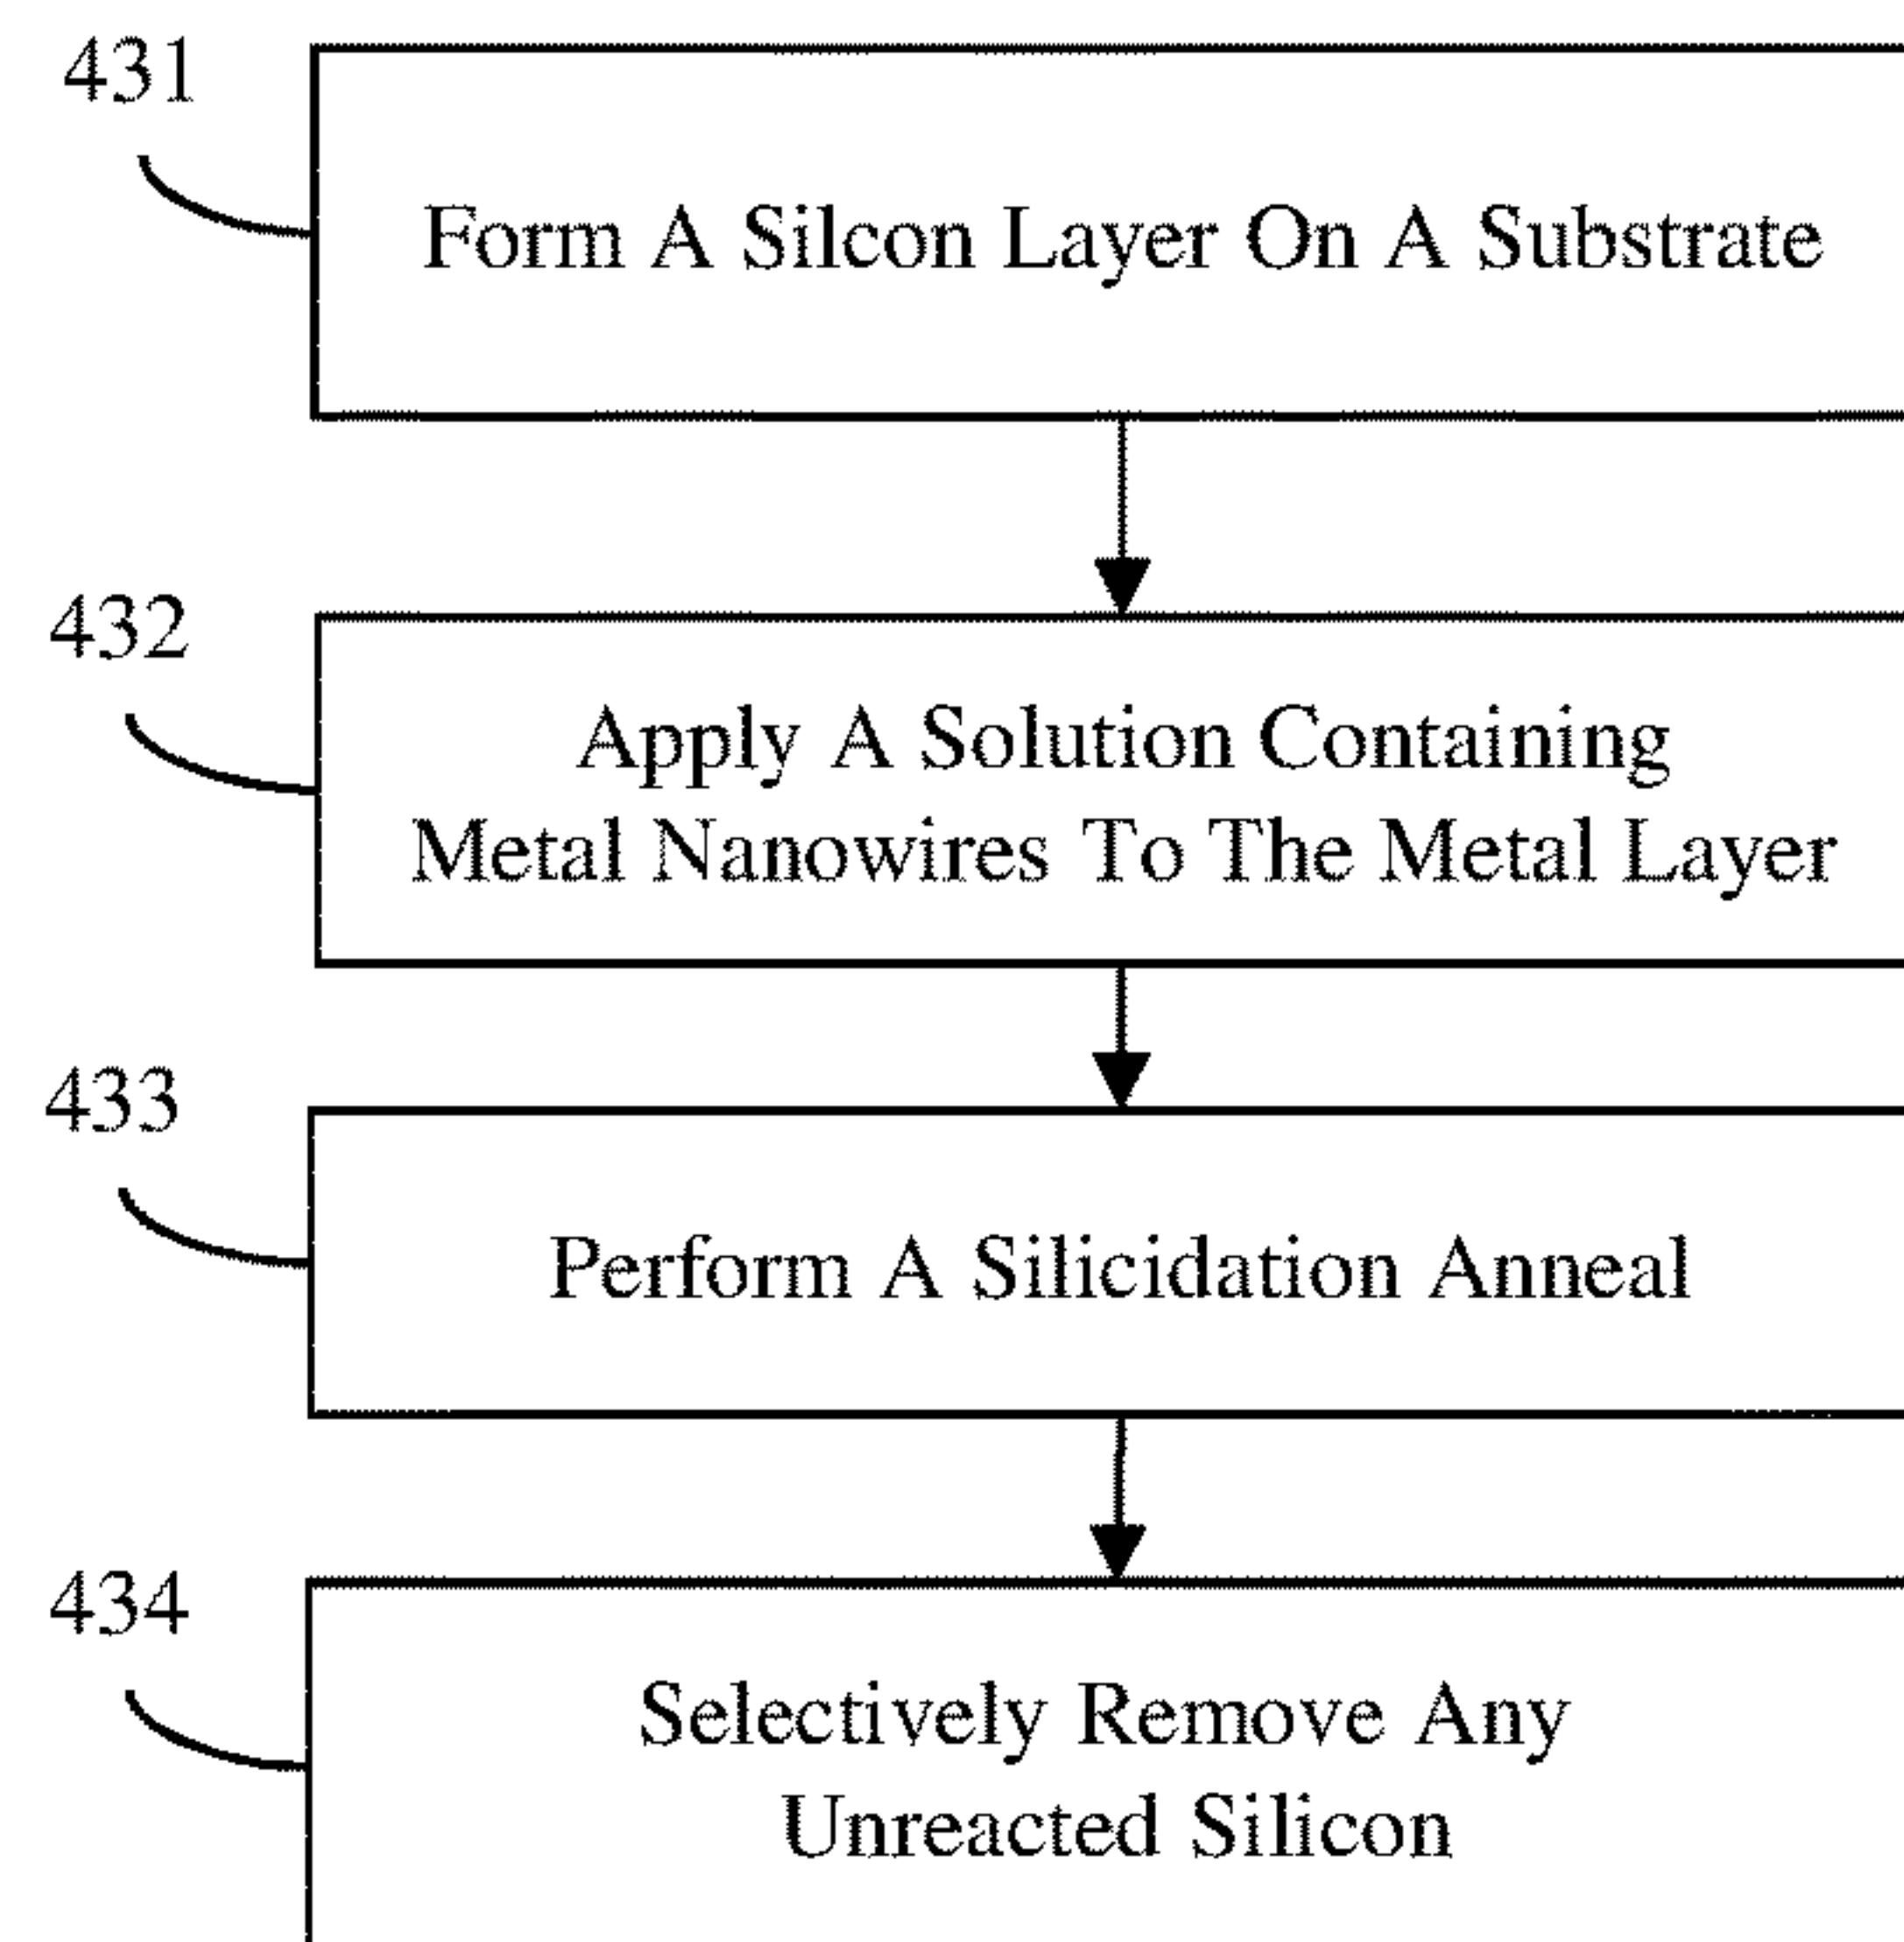 431
Form A Silcon Layer On A Substrate
432
Apply A Solution Containing
Metal Nanowires To The Metal Layer
433
Perform A Silicidation Anneal
434
Selectively Remove Any
Unreacted Silicon